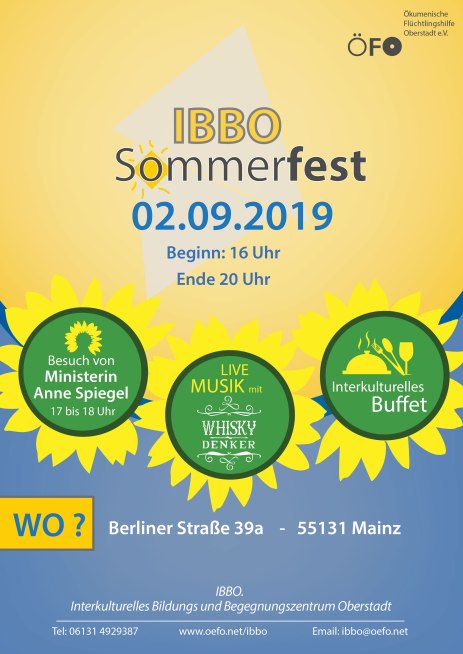 Ökumenische
Flüchtlingshilfe
Oberstadt e.V.
ÖFO
IBBO
Sommerfest
02.09.2019
Beginn: 16 Uhr
Ende 20 Uhr
Besuch von
Ministerin
Anne Spiegel
17 bis 18 Uhr
LIVE
MUSIK mit
WHISKY
DENKER
Interkulturelles
Buffet
WO ?
Berliner Straße 39a - 55131 Mainz
IBBO.
Interkulturelles Bildungs und Begegnungszentrum Oberstadt
Tel: 06131 4929387 www.oefo.net/ibbo Email: ibbo@oefo.net